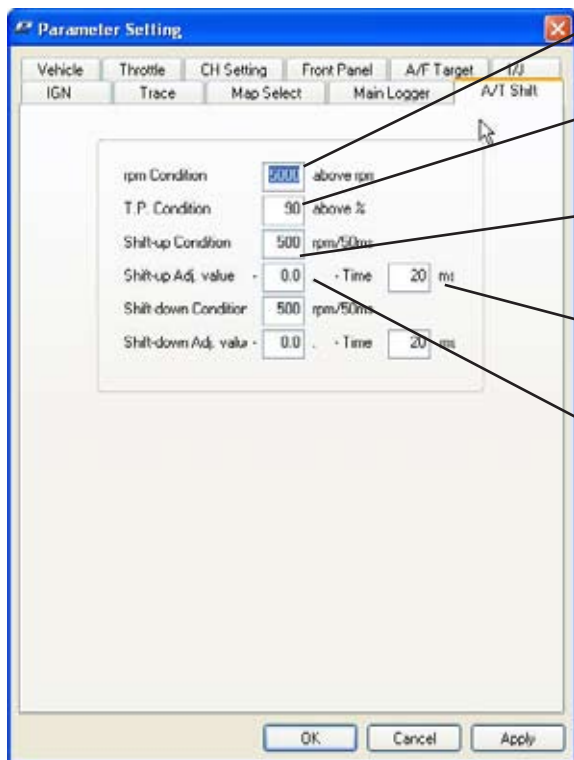 Parameter Setting
Vehicle Throttle CH Setting Front Panel A/F Target I/J
IGN Trace Map Select Main Logger A/T Shift
rpm Condition 5000 above rpm
T.P. Condition 90 above %
Shift-up Condition 500 rpm/50ms
Shift-up Adj. value - 0.0 - Time 20 ms
Shift-down Condition 500 rpm/50ms
Shift-down Adj. value - 0.0 . - Time 20 ms
OK Cancel Apply